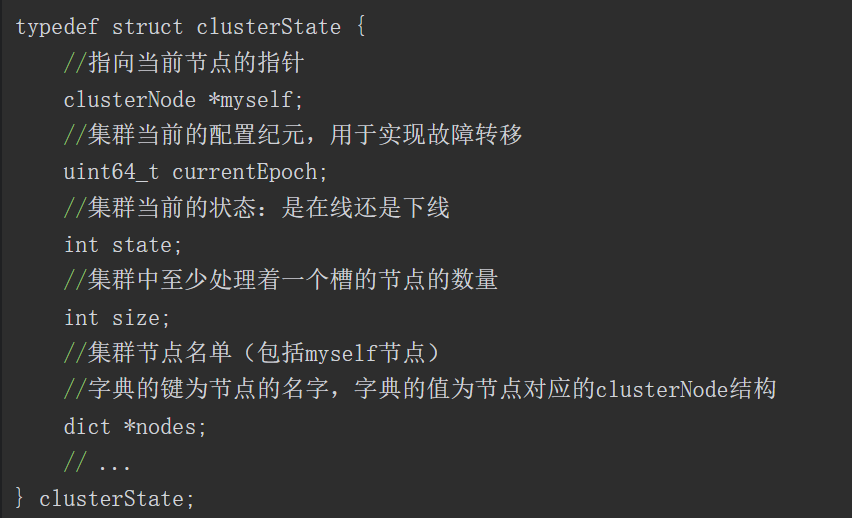 typedef struct clusterState {
    //指向当前节点的指针
    clusterNode *myself;
    //集群当前的配置纪元，用于实现故障转移
    uint64_t currentEpoch;
    //集群当前的状态：是在线还是下线
    int state;
    //集群中至少处理着一个槽的节点的数量
    int size;
    //集群节点名单（包括myself节点）
    //字典的键为节点的名字，字典的值为节点对应的clusterNode结构
    dict *nodes;
    // ...
} clusterState;